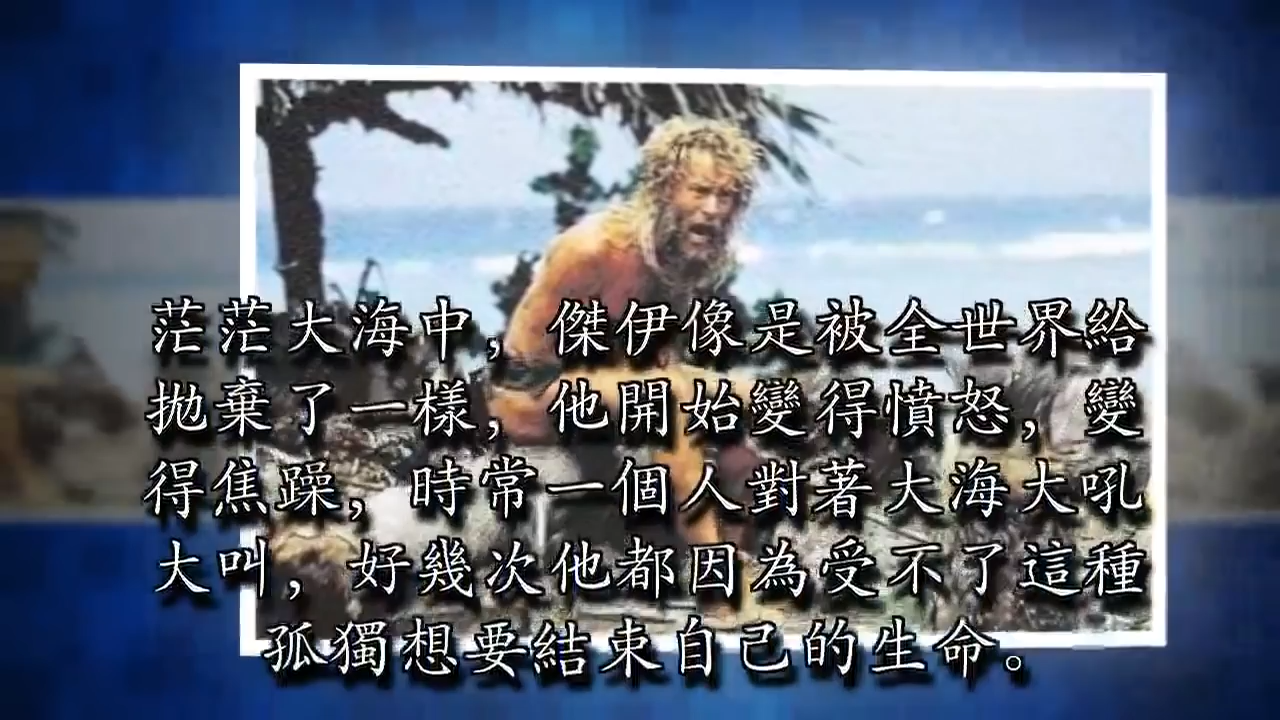 茫茫大海中，傑伊像是被全世界給
拋棄了一樣，他開始變得憤怒，變
得焦躁，時常一個人對著大海大吼
大叫，好幾次他都因為受不了這種
孤獨想要結束自己的生命。